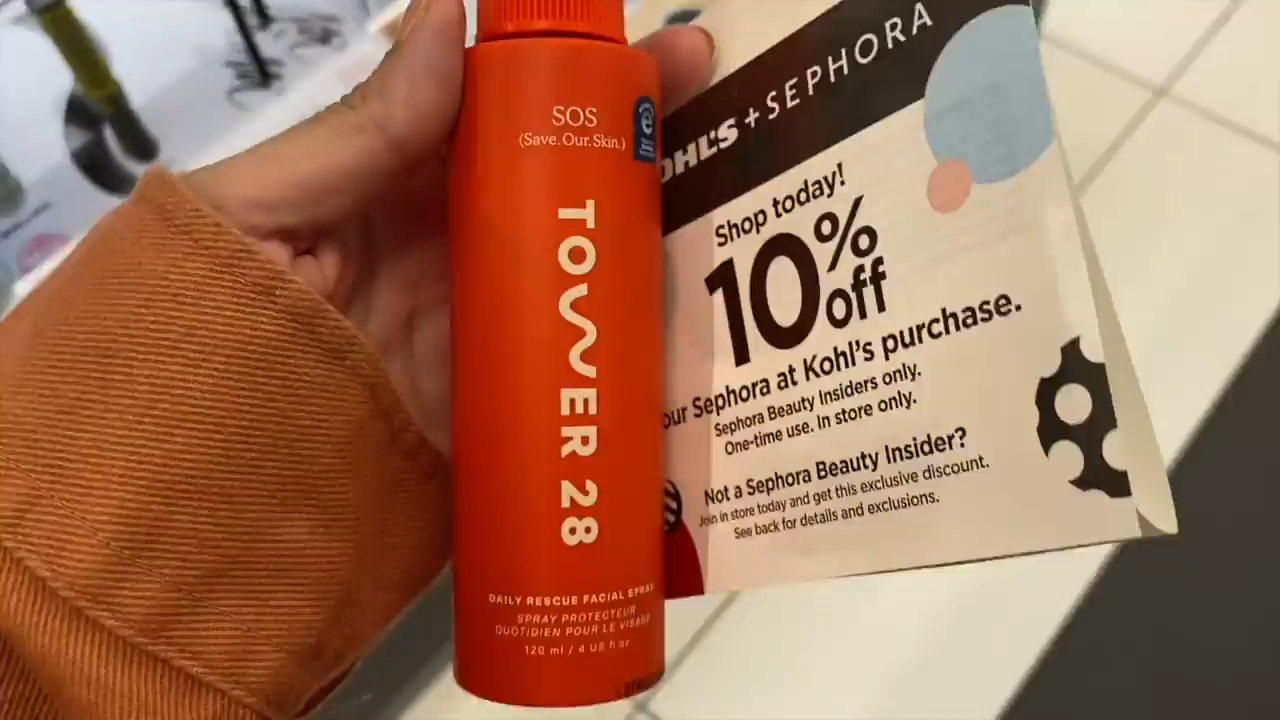 SOS
(Save.Our.Skin.)
TOWER 28
DAILY RESCUE FACIAL SPRAY
SPRAY PROTECTEUR
QUOTIDIEN POUR LE VISAGE
120 ml / 4 US fl oz
OHL'S + SEPHORA
Shop today!
10% off
our Sephora at Kohl's purchase.
Sephora Beauty Insiders only.
One-time use. In store only.
Not a Sephora Beauty Insider?
Join in store today and get this exclusive discount.
See back for details and exclusions.